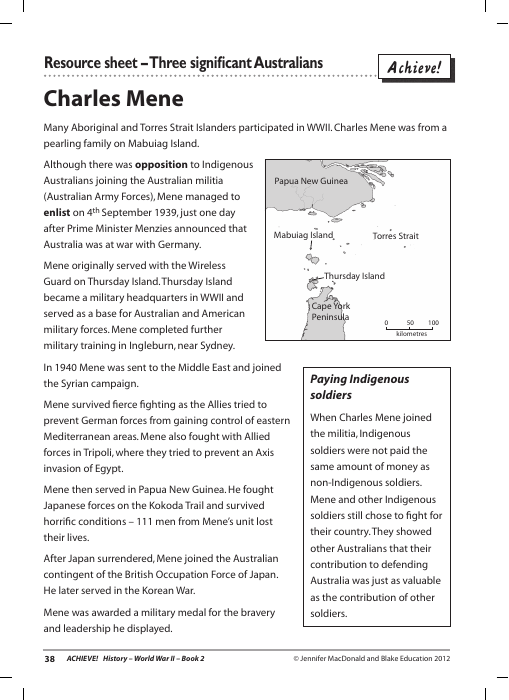 Resource sheet – Three significant Australians
Achieve!
Charles Mene
Many Aboriginal and Torres Strait Islanders participated in WWII. Charles Mene was from a
pearling family on Mabuiag Island.
Although there was opposition to Indigenous
Australians joining the Australian militia
(Australian Army Forces), Mene managed to
enlist on 4th September 1939, just one day
after Prime Minister Menzies announced that
Australia was at war with Germany.
Mene originally served with the Wireless
Guard on Thursday Island. Thursday Island
became a military headquarters in WWII and
served as a base for Australian and American
military forces. Mene completed further
military training in Ingleburn, near Sydney.
Papua New Guinea
Mabuiag Island
Torres Strait
Thursday Island
Cape York
Peninsula
0 50 100
kilometres
In 1940 Mene was sent to the Middle East and joined
the Syrian campaign.
Mene survived fierce fighting as the Allies tried to
prevent German forces from gaining control of eastern
Mediterranean areas. Mene also fought with Allied
forces in Tripoli, where they tried to prevent an Axis
invasion of Egypt.
Mene then served in Papua New Guinea. He fought
Japanese forces on the Kokoda Trail and survived
horrific conditions – 111 men from Mene's unit lost
their lives.
After Japan surrendered, Mene joined the Australian
contingent of the British Occupation Force of Japan.
He later served in the Korean War.
Mene was awarded a military medal for the bravery
and leadership he displayed.
Paying Indigenous
soldiers
When Charles Mene joined
the militia, Indigenous
soldiers were not paid the
same amount of money as
non-Indigenous soldiers.
Mene and other Indigenous
soldiers still chose to fight for
their country. They showed
other Australians that their
contribution to defending
Australia was just as valuable
as the contribution of other
soldiers.
38 ACHIEVE! History – World War II – Book 2
© Jennifer MacDonald and Blake Education 2012